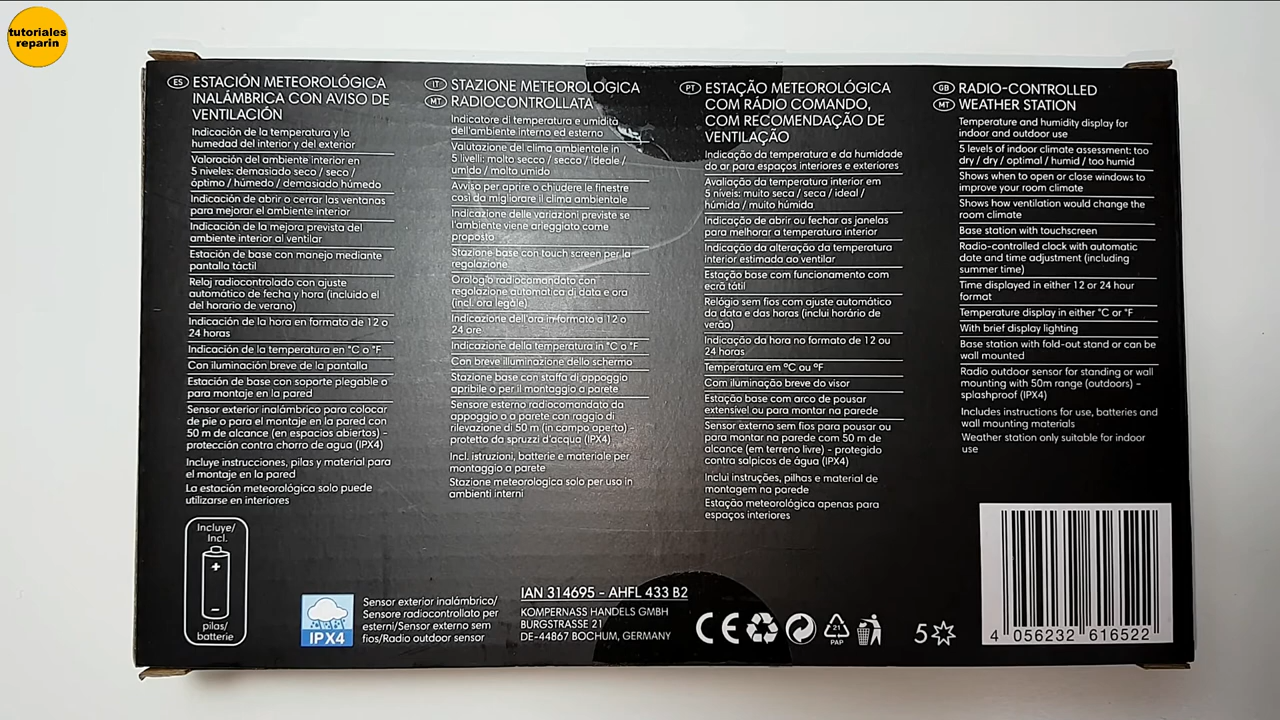 tutoriales
reparin
ES ESTACIÓN METEOROLÓGICA
INALÁMBRICA CON AVISO DE
VENTILACIÓN
Indicación de la temperatura y la
humedad del interior y del exterior
Valoración del ambiente interior en
5 niveles: demasiado seco / seco /
óptimo / húmedo / demasiado húmedo
Indicación de abrir o cerrar las ventanas
para mejorar el ambiente interior
Indicación de la mejora prevista del
ambiente interior al ventilar
Estación de base con manejo mediante
pantalla táctil
Reloj radiocontrolado con ajuste
automático de fecha y hora (incluido el
del horario de verano)
Indicación de la hora en formato de 12 o
24 horas
Indicación de la temperatura en °C o °F
Con iluminación breve de la pantalla
Estación de base con soporte plegable o
para montaje en la pared
Sensor exterior inalámbrico para colocar
de pie o para el montaje en la pared con
50 m de alcance (en espacios abiertos) –
protección contra chorro de agua (IPX4)
Incluye instrucciones, pilas y material para
el montaje en la pared
La estación meteorológica solo puede
utilizarse en interiores
Incluye/
Incl.
pilas/
batterie
IT STAZIONE METEOROLOGICA
MT RADIOCONTROLLATA
Indicatore di temperatura e umidità
dell'ambiente interno ed esterno
Valutazione del clima ambientale in
5 livelli: molto secco / secco / ideale /
umido / molto umido
Avviso per aprire o chiudere le finestre
così da migliorare il clima ambientale
Indicazione delle variazioni previste se
l'ambiente viene arieggiato come
proposto
Stazione base con touch screen per la
regolazione
Orologio radiocomandato con
regolazione automatica di data e ora
(incl. ora legale)
Indicazione dell'ora in formato a 12 o
24 ore
Indicazione della temperatura in °C o °F
Con breve illuminazione dello schermo
Stazione base con staffa di appoggio
apribile o per il montaggio a parete
Sensore esterno radiocomandato da
appoggio o a parete con raggio di
rilevazione di 50 m (in campo aperto) –
protetto da spruzzi d'acqua (IPX4)
Incl. istruzioni, batterie e materiale per
montaggio a parete
Stazione meteorologica solo per uso in
ambienti interni
PT ESTAÇÃO METEOROLÓGICA
COM RÁDIO COMANDO,
COM RECOMENDAÇÃO DE
VENTILAÇÃO
Indicação da temperatura e da humidade
do ar para espaços interiores e exteriores
Avaliação da temperatura interior em
5 níveis: muito seca / seca / ideal /
húmida / muito húmida
Indicação de abrir ou fechar as janelas
para melhorar a temperatura interior
Indicação da alteração da temperatura
interior estimada ao ventilar
Estação base com funcionamento com
ecrã tátil
Relógio sem fios com ajuste automático
da data e das horas (inclui horário de
verão)
Indicação da hora no formato de 12 ou
24 horas
Temperatura em ºC ou ºF
Com iluminação breve do visor
Estação base com arco de pousar
extensível ou para montar na parede
Sensor exterior sem fios para pousar ou
para montar na parede com 50 m de
alcance (em terreno livre) – protegido
contra salpicos de água (IPX4)
Inclui instruções, pilhas e material de
montagem na parede
Estação meteorológica apenas para
espaços interiores
GB RADIO-CONTROLLED
MT WEATHER STATION
Temperature and humidity display for
indoor and outdoor use
5 levels of indoor climate assessment: too
dry / dry / optimal / humid / too humid
Shows when to open or close windows to
improve your room climate
Shows how ventilation would change the
room climate
Base station with touchscreen
Radio-controlled clock with automatic
date and time adjustment (including
summer time)
Time displayed in either 12 or 24 hour
format
Temperature display in either °C or °F
With brief display lighting
Base station with fold-out stand or can be
wall mounted
Radio outdoor sensor for standing or wall
mounting with 50m range (outdoors) –
splashproof (IPX4)
Includes instructions for use, batteries and
wall mounting materials
Weather station only suitable for indoor
use
IPX4
Sensor exterior inalámbrico/
Sensore radiocontrollato per
esterni/Sensor externo sem
fios/Radio outdoor sensor
IAN 314695 – AHFL 433 B2
KOMPERNASS HANDELS GMBH
BURGSTRASSE 21
DE-44867 BOCHUM, GERMANY
CE
21
PAP
5
4 056232 616522